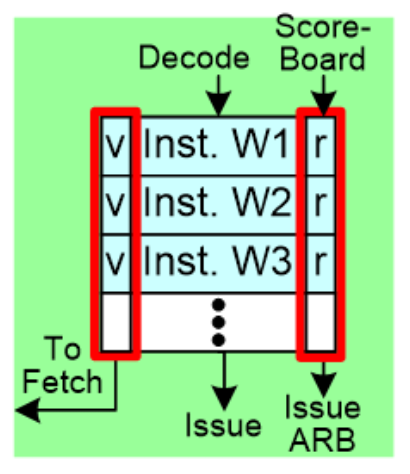 Score-
Board
Decode
v Inst. W1 r
v Inst. W2 r
v Inst. W3 r
To
Fetch
Issue
Issue
ARB